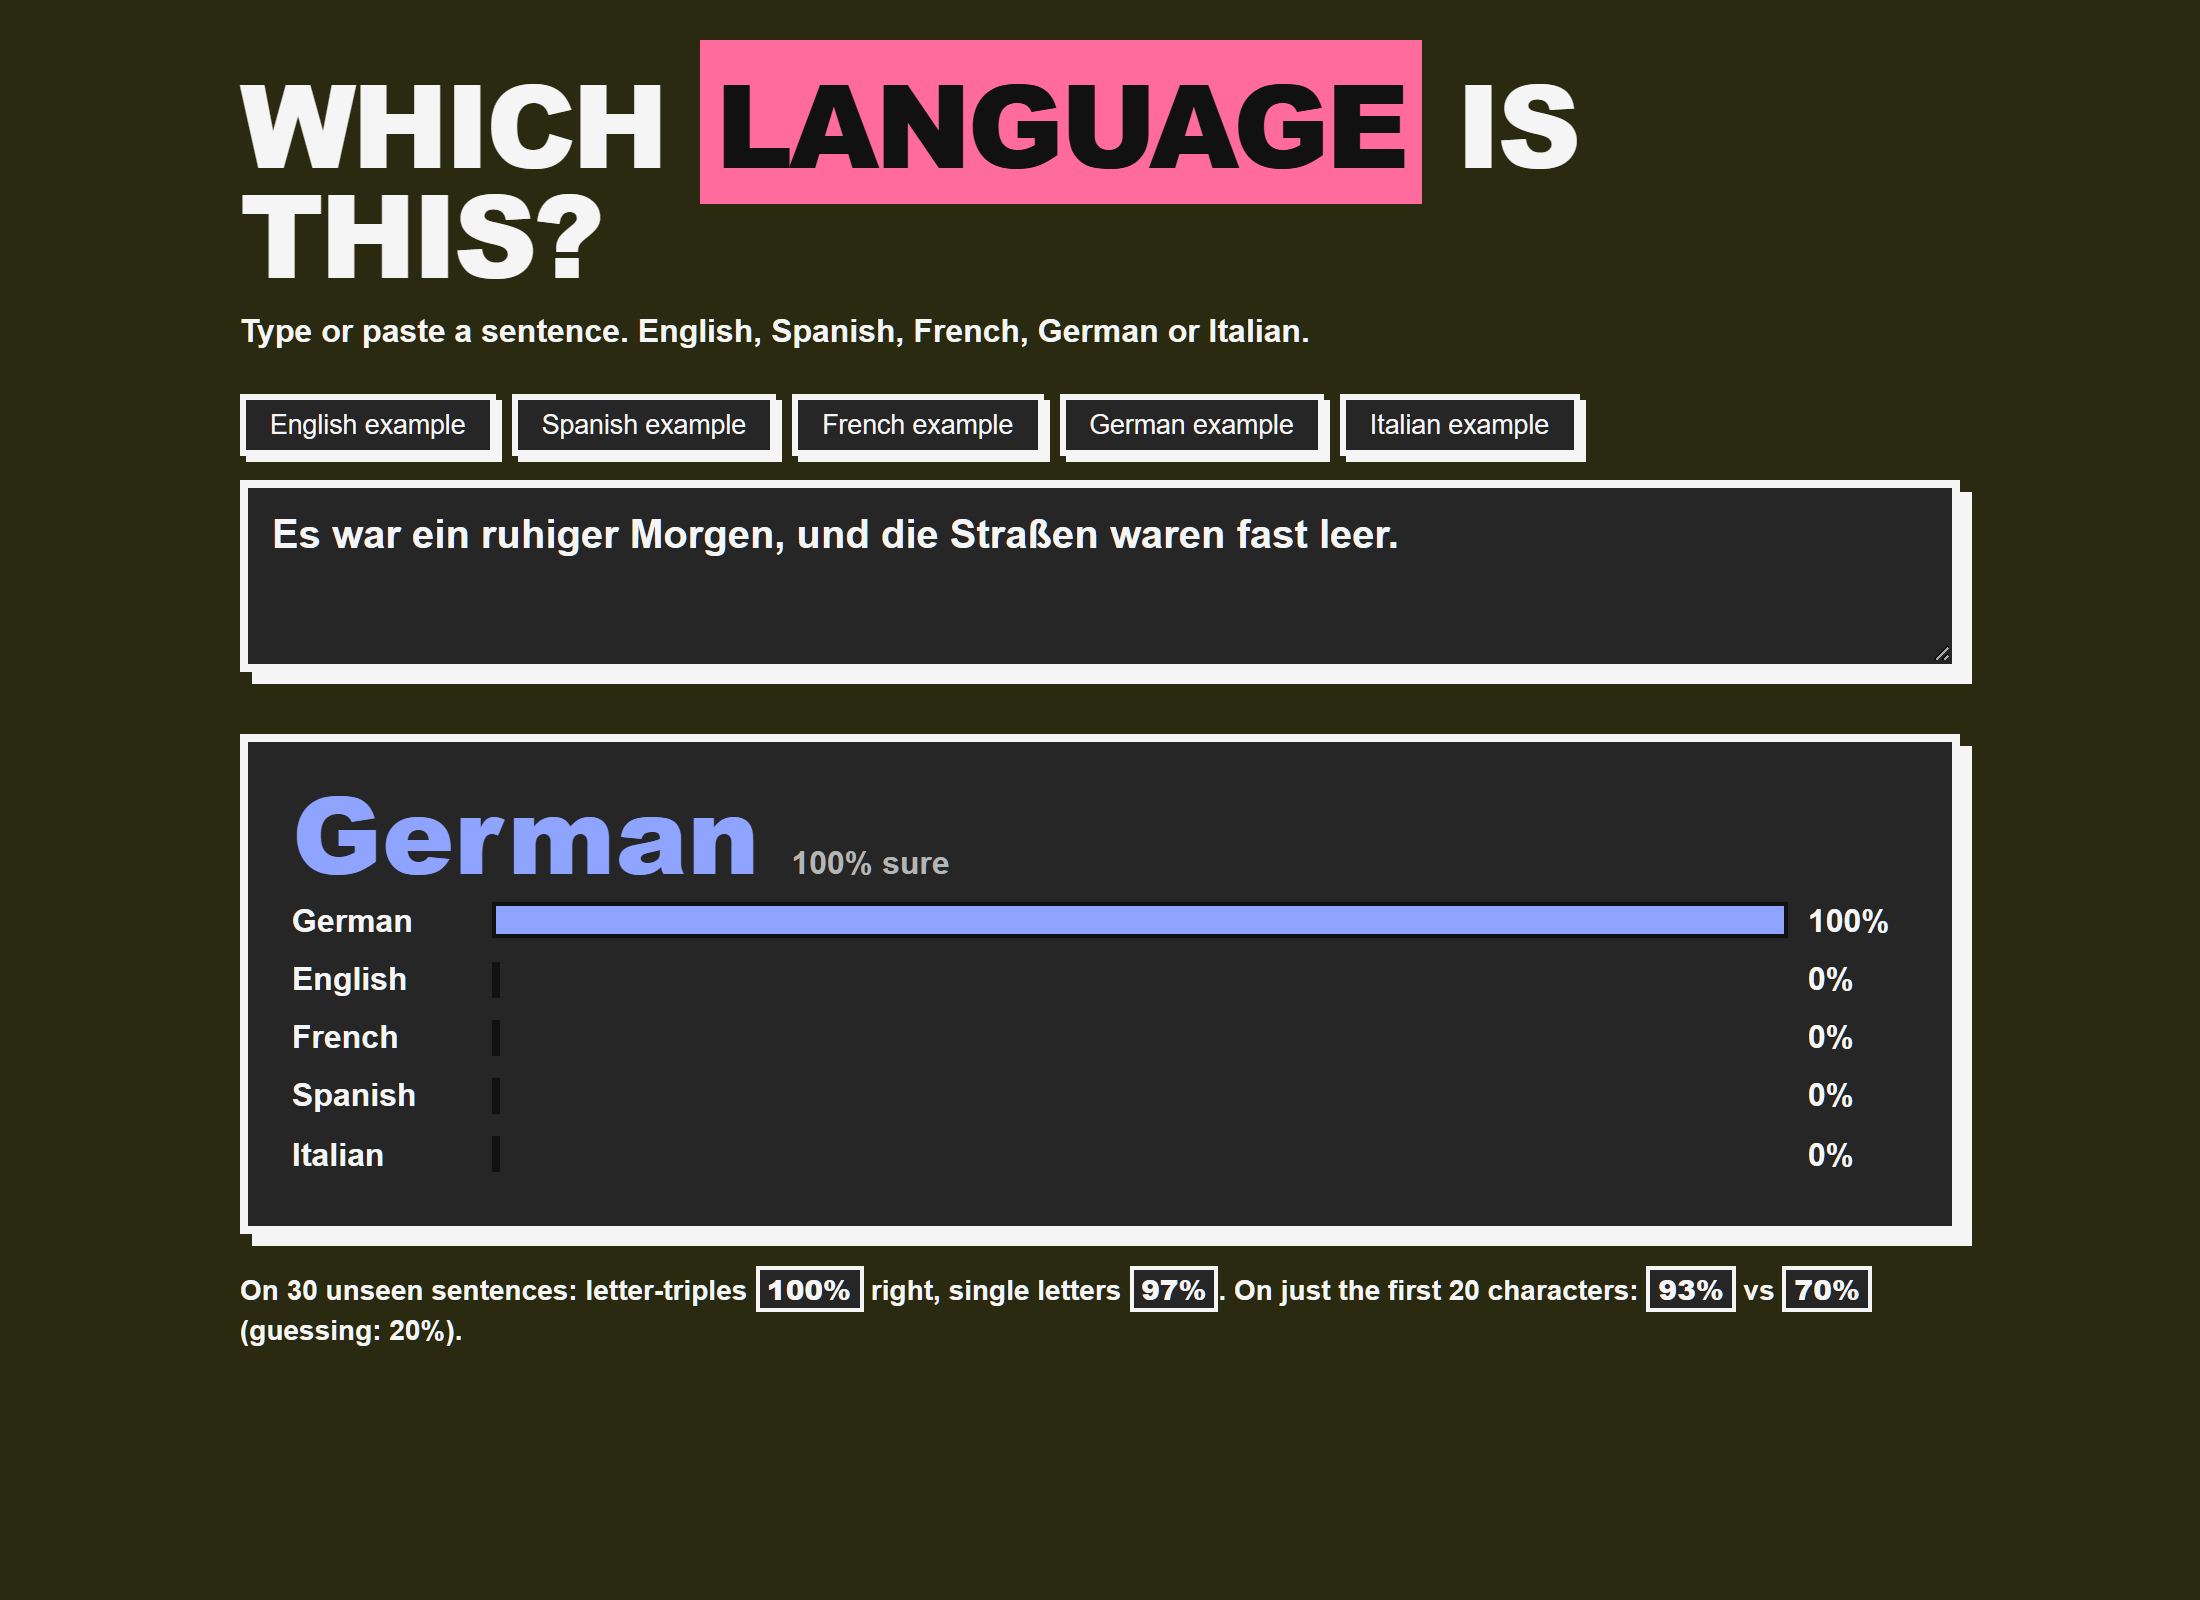 WHICH LANGUAGE IS
THIS?
Type or paste a sentence. English, Spanish, French, German or Italian.
English example Spanish example French example German example Italian example
Es war ein ruhiger Morgen, und die Straßen waren fast leer.
German 100% sure
German 100%
English 0%
French 0%
Spanish 0%
Italian 0%
On 30 unseen sentences: letter-triples 100% right, single letters 97%. On just the first 20 characters: 93% vs 70%
(guessing: 20%).